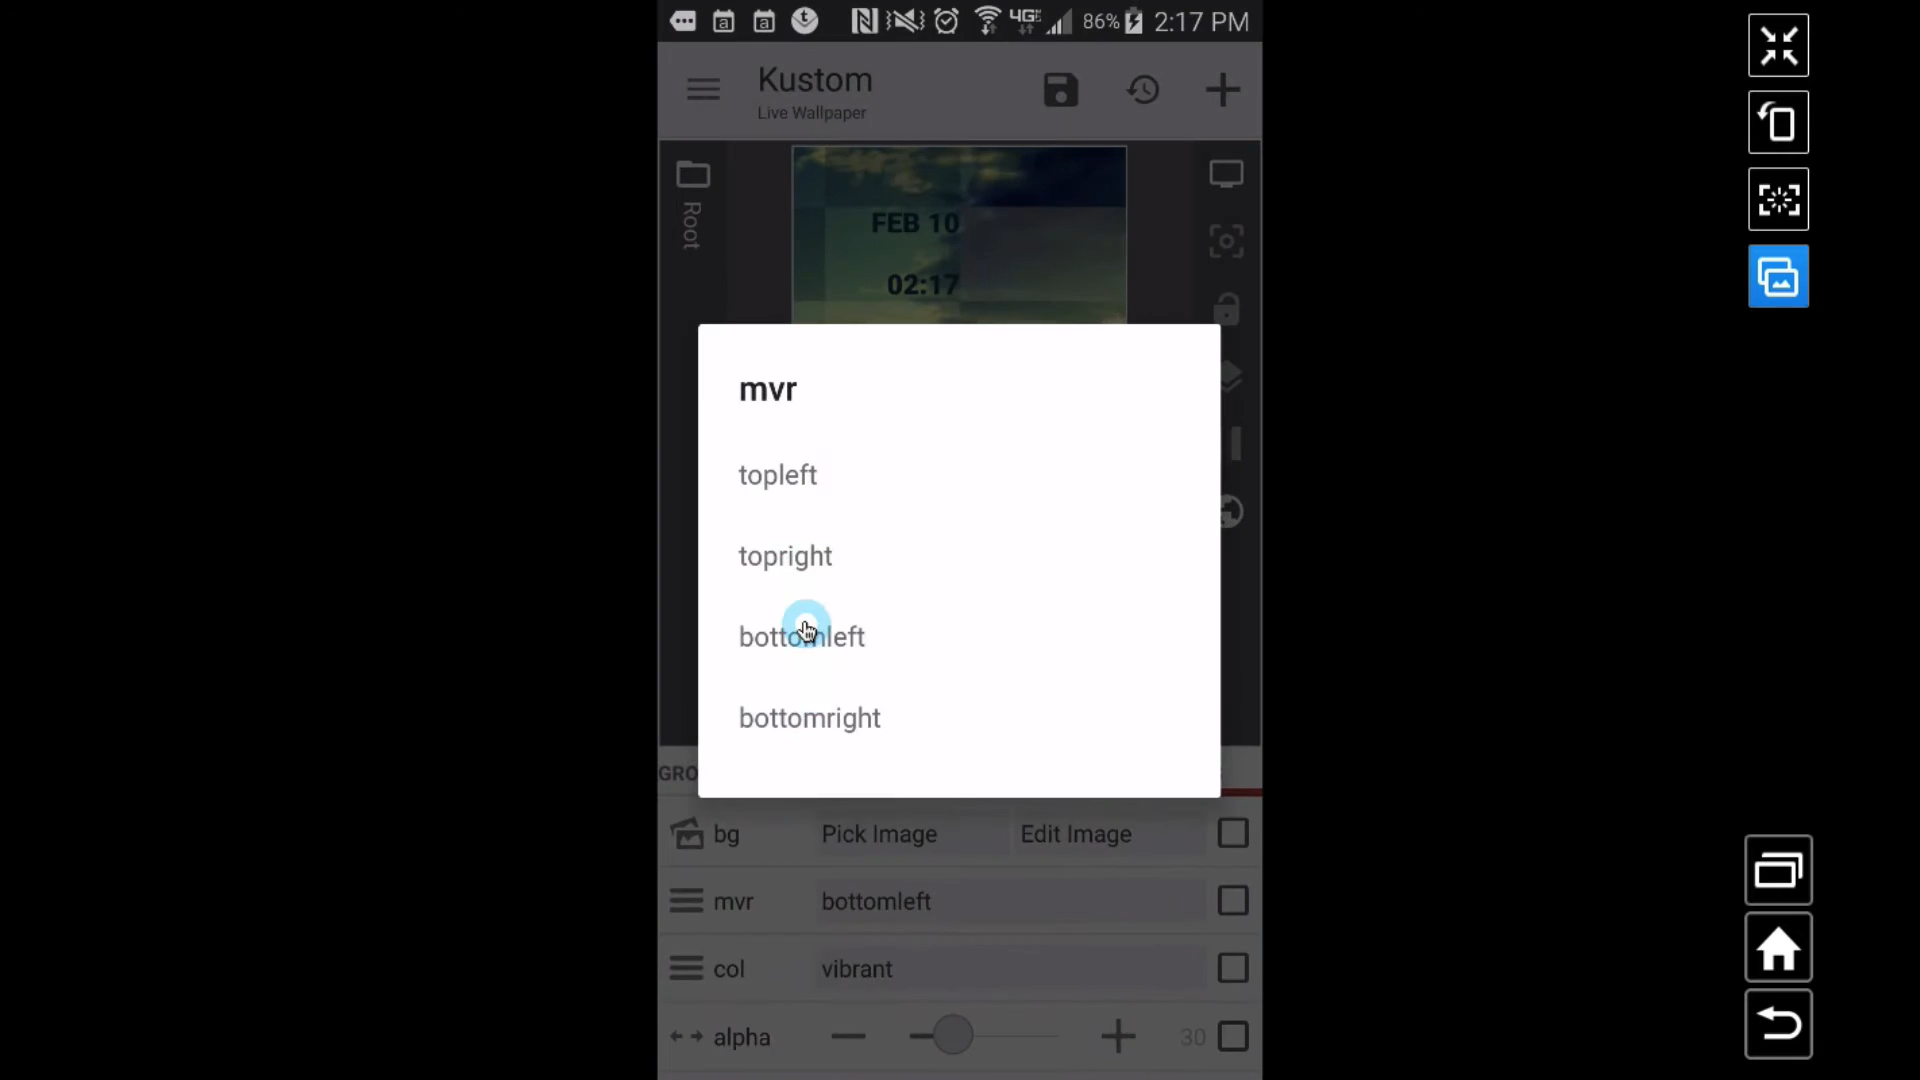 4G 86% 2:17 PM
Kustom
Live Wallpaper
Root
FEB 10
02:17
mvr
topleft
topright
bottomleft
bottomright
GRO
bg Pick Image Edit Image
mvr bottomleft
col vibrant
alpha 30